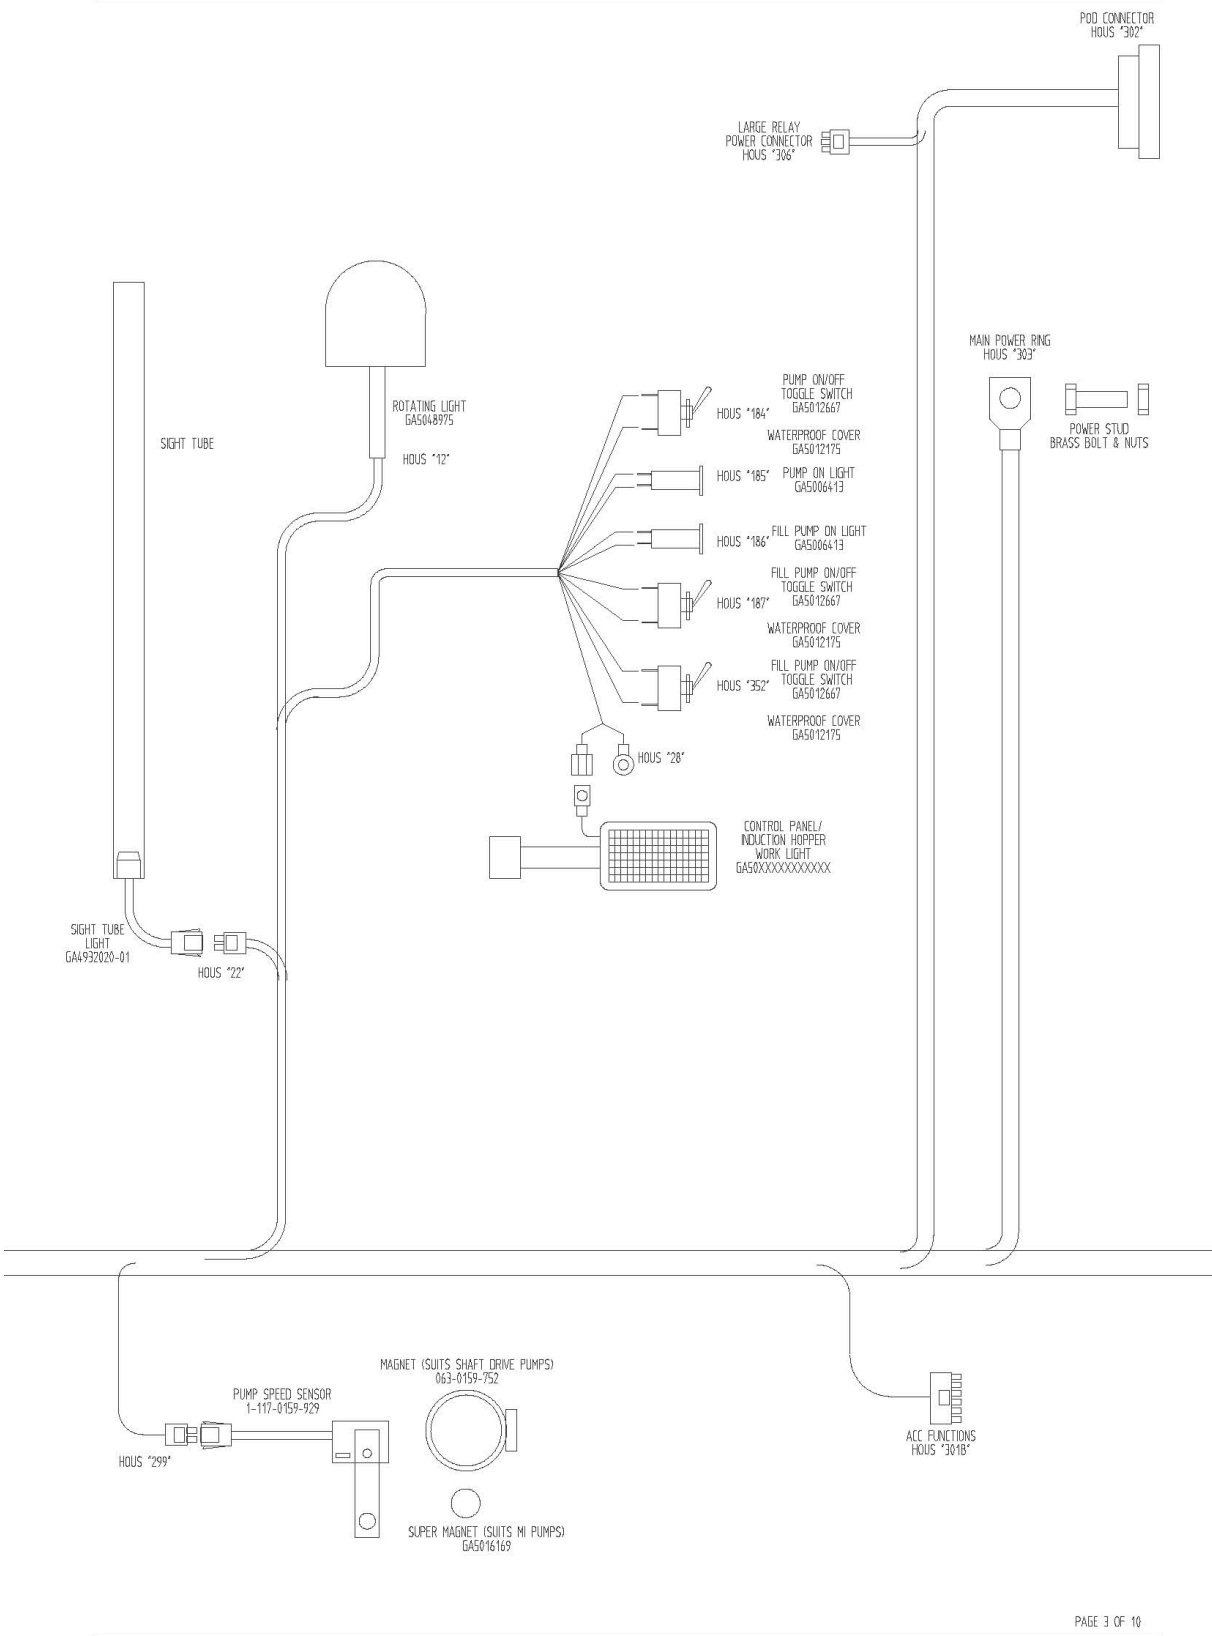 POD CONNECTOR
HOUS "302"
LARGE RELAY
POWER CONNECTOR
HOUS "306"
MAIN POWER RING
HOUS "303"
POWER STUD
BRASS BOLT & NUTS
ROTATING LIGHT
GA5048975
HOUS "12"
SIGHT TUBE
PUMP ON/OFF
TOGGLE SWITCH
GA5012667
HOUS "184"
WATERPROOF COVER
GA5012175
HOUS "185"
PUMP ON LIGHT
GA5006413
HOUS "186"
FILL PUMP ON LIGHT
GA5006413
FILL PUMP ON/OFF
TOGGLE SWITCH
GA5012667
HOUS "187"
WATERPROOF COVER
GA5012175
FILL PUMP ON/OFF
TOGGLE SWITCH
GA5012667
HOUS "352"
WATERPROOF COVER
GA5012175
HOUS "28"
CONTROL PANEL/
INDUCTION HOPPER
WORK LIGHT
GA50XXXXXXXXXXX
SIGHT TUBE
LIGHT
GA4932020-01
HOUS "22"
MAGNET (SUITS SHAFT DRIVE PUMPS)
063-0159-752
PUMP SPEED SENSOR
1-117-0159-929
HOUS "299"
ACC FUNCTIONS
HOUS "301B"
SUPER MAGNET (SUITS MI PUMPS)
GA5016169
PAGE 3 OF 10